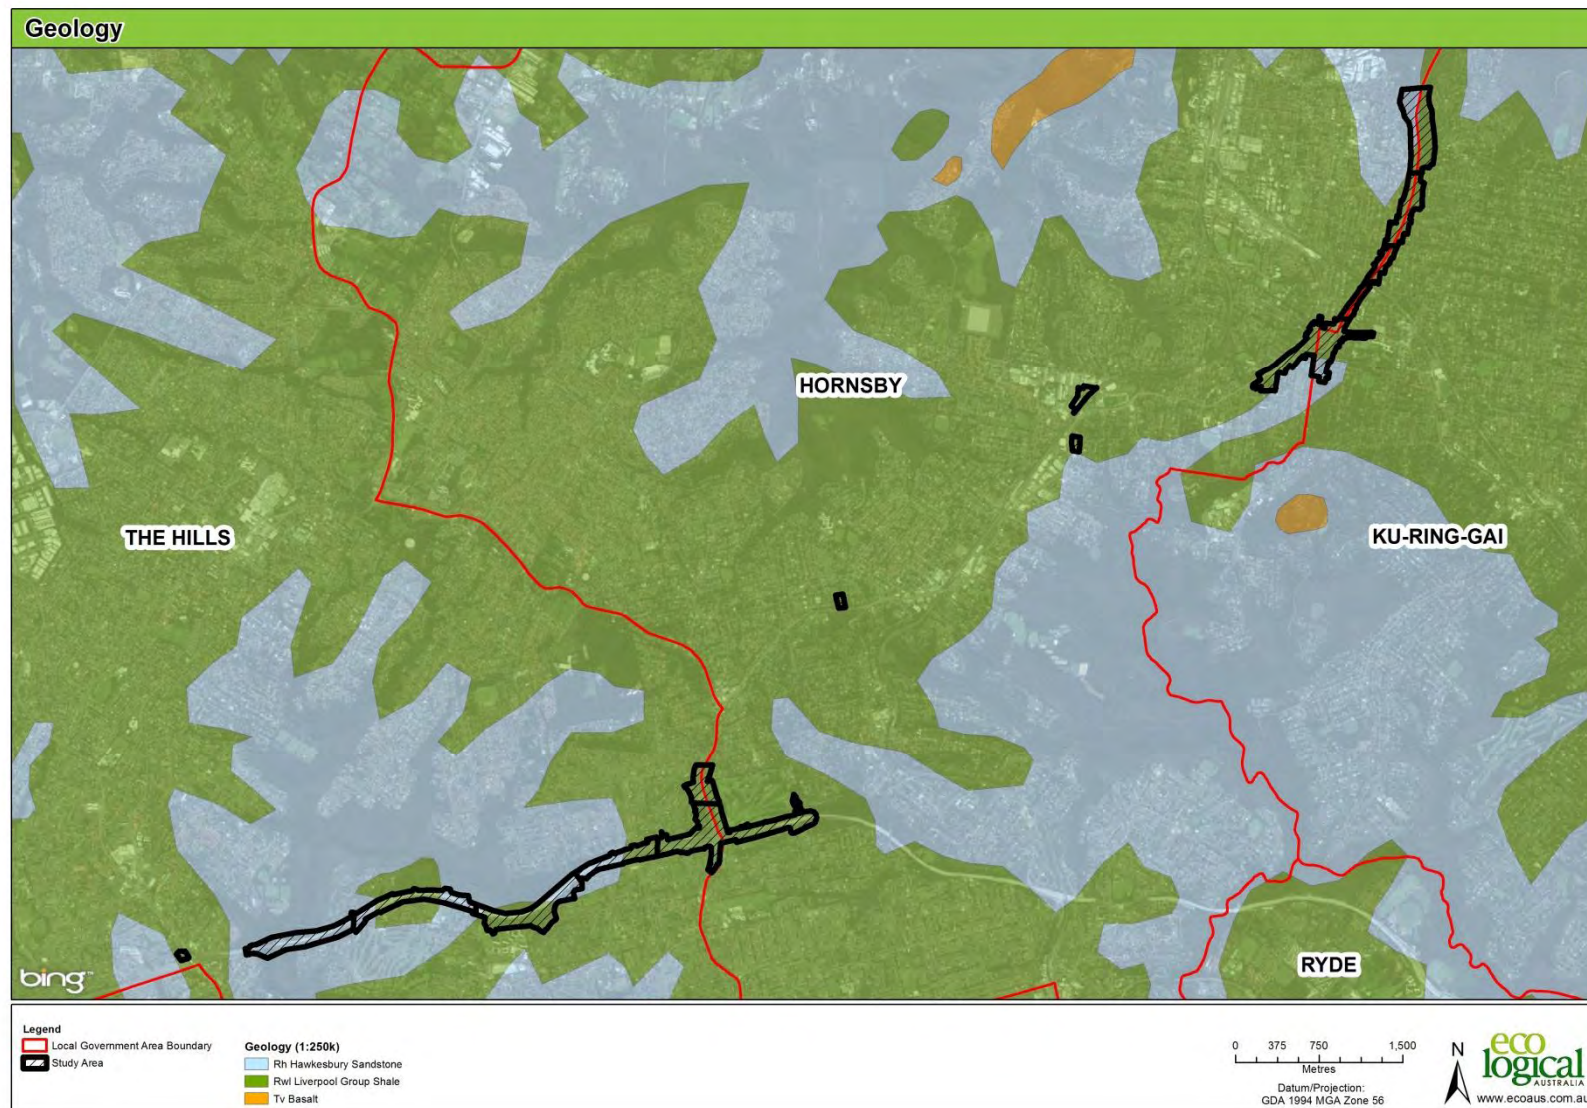 Geology
HORNSBY
THE HILLS
KU-RING-GAI
RYDE
bing™
Legend
Local Government Area Boundary
Study Area
Geology (1:250k)
Rh Hawkesbury Sandstone
Rwl Liverpool Group Shale
Tv Basalt
0 375 750 1,500
Metres
Datum/Projection:
GDA 1994 MGA Zone 56
N
eco
logical
AUSTRALIA
www.ecoaus.com.au